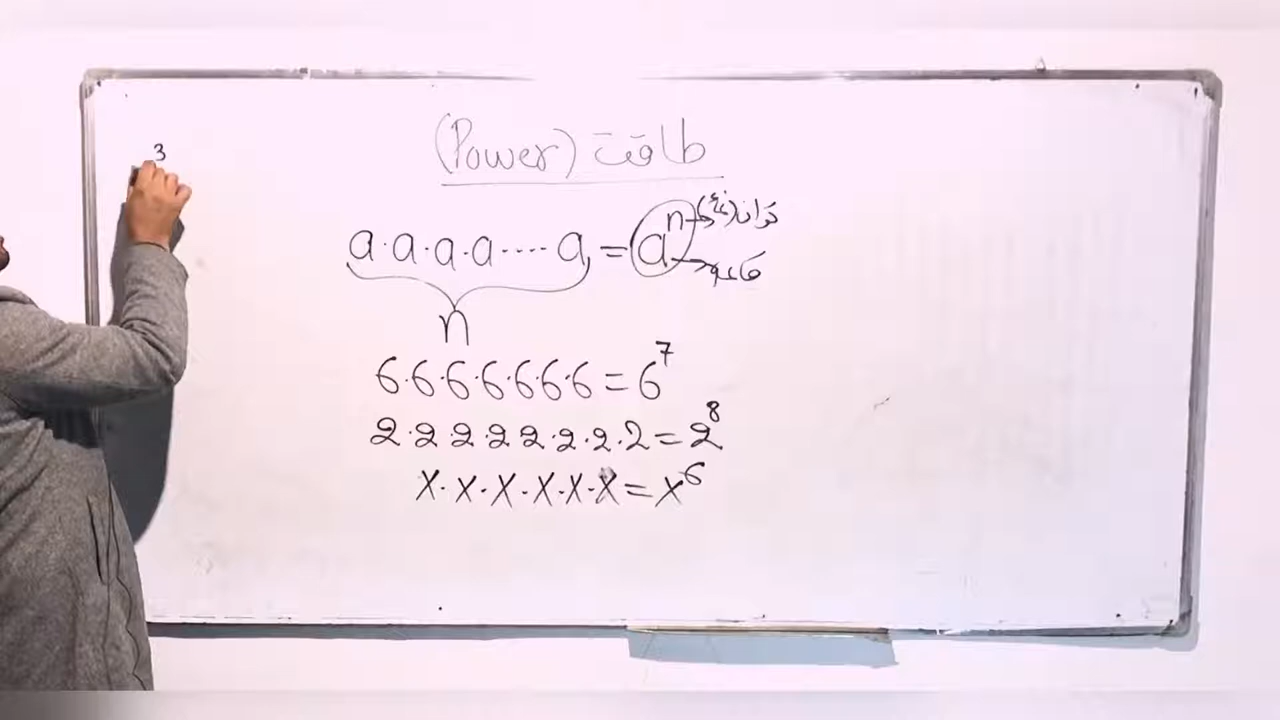 طاقت (Power)
3
a·a·a·a····a = aⁿ
توان(نما)
قاعده
n
6·6·6·6·6·6·6=6⁷
2·2·2·2·2·2·2·2=2⁸
x·x·x·x·x·x=x⁶